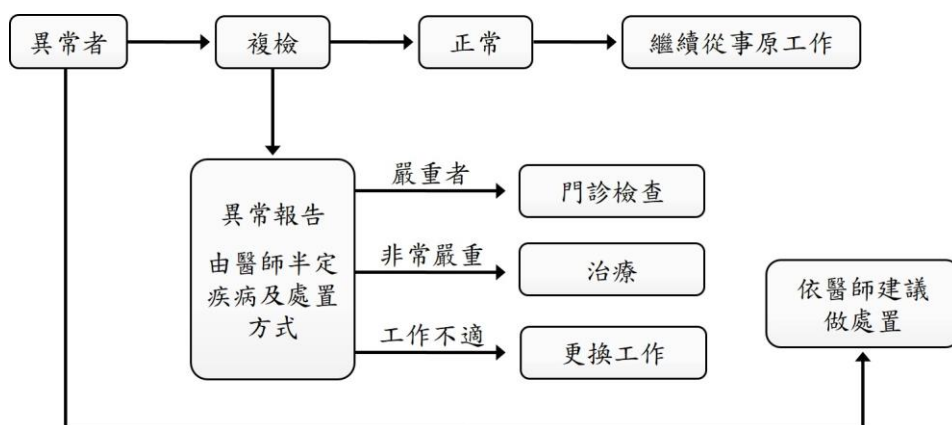 異常者
複檢
正常
繼續從事原工作
異常報告
由醫師半定
疾病及處置
方式
嚴重者
門診檢查
非常嚴重
治療
工作不適
更換工作
依醫師建議
做處置